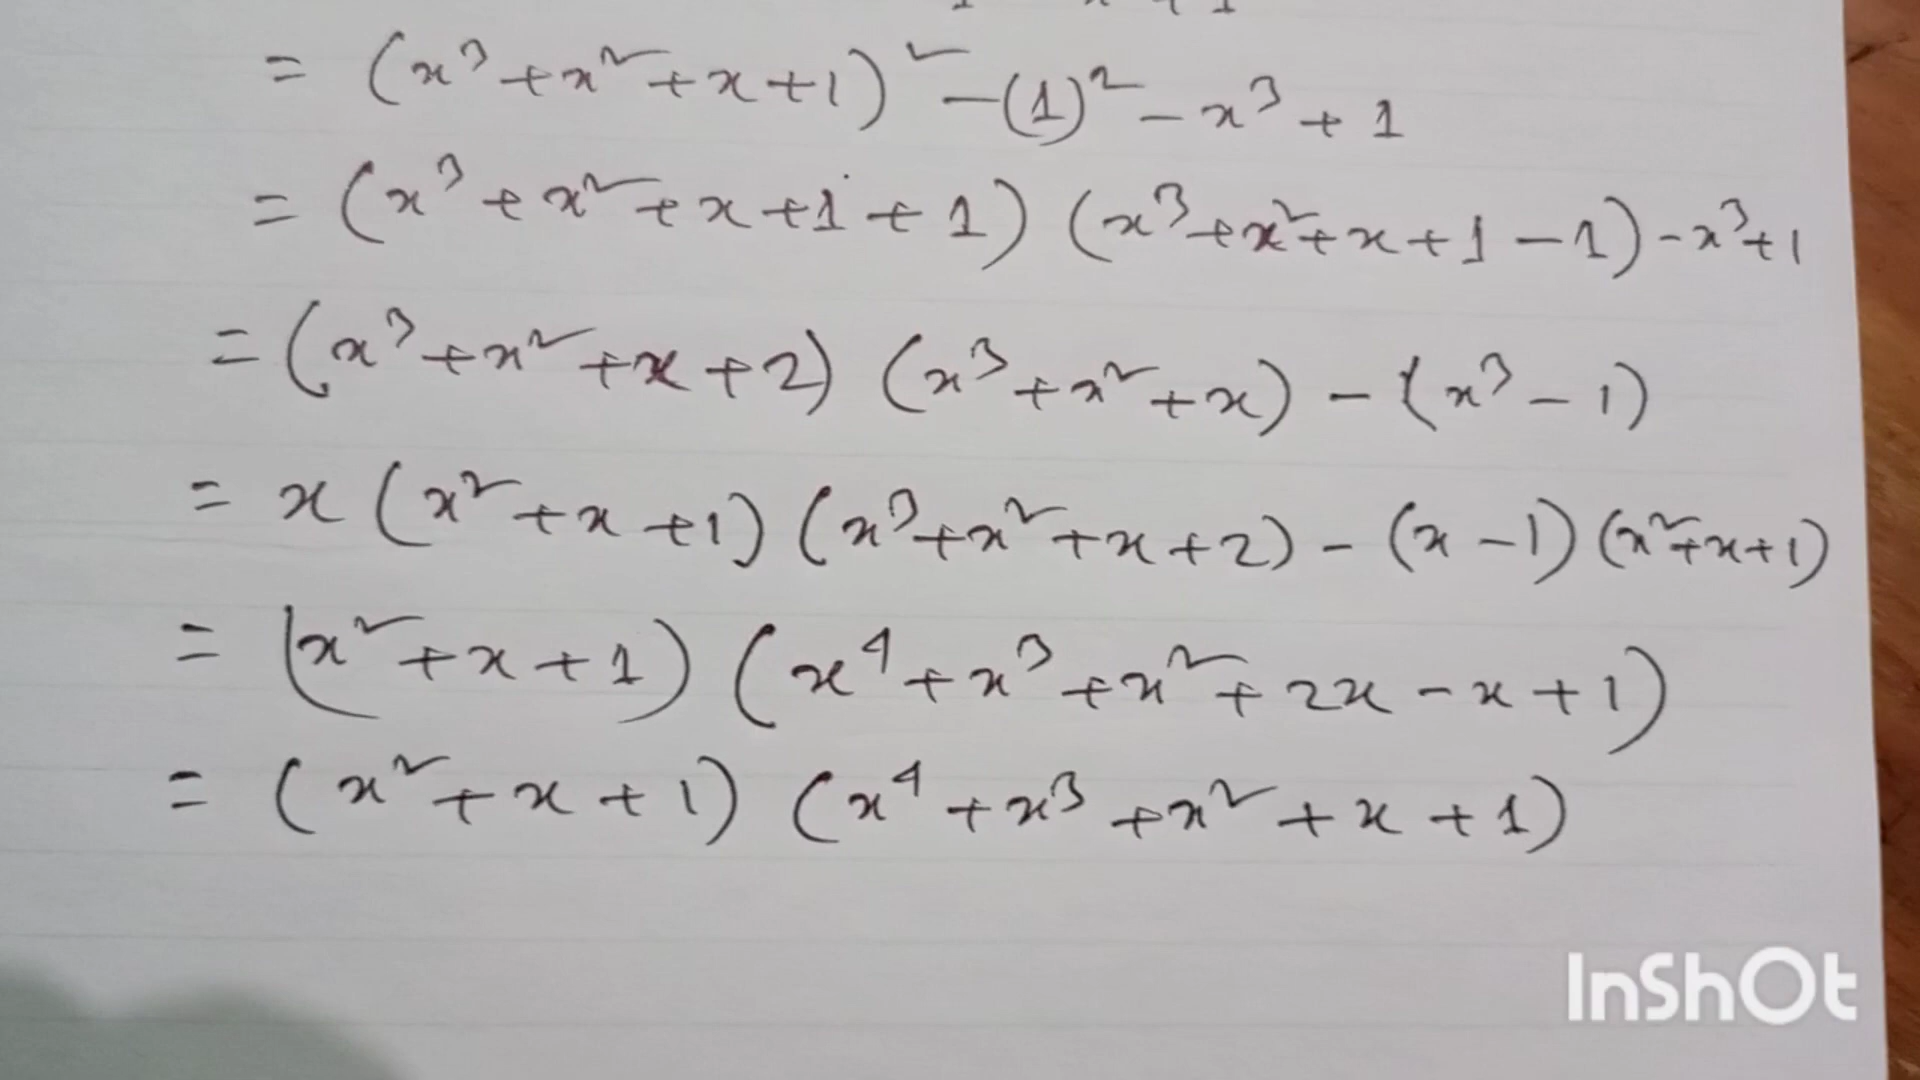 = (x³ + x² + x + 1)² - (1)² - x³ + 1
= (x³ + x² + x + 1 + 1) (x³ + x² + x + 1 - 1) - x³ + 1
= (x³ + x² + x + 2) (x³ + x² + x) - (x³ - 1)
= x (x² + x + 1) (x³ + x² + x + 2) - (x - 1) (x² + x + 1)
= (x² + x + 1) (x⁴ + x³ + x² + 2x - x + 1)
= (x² + x + 1) (x⁴ + x³ + x² + x + 1)
InShOt